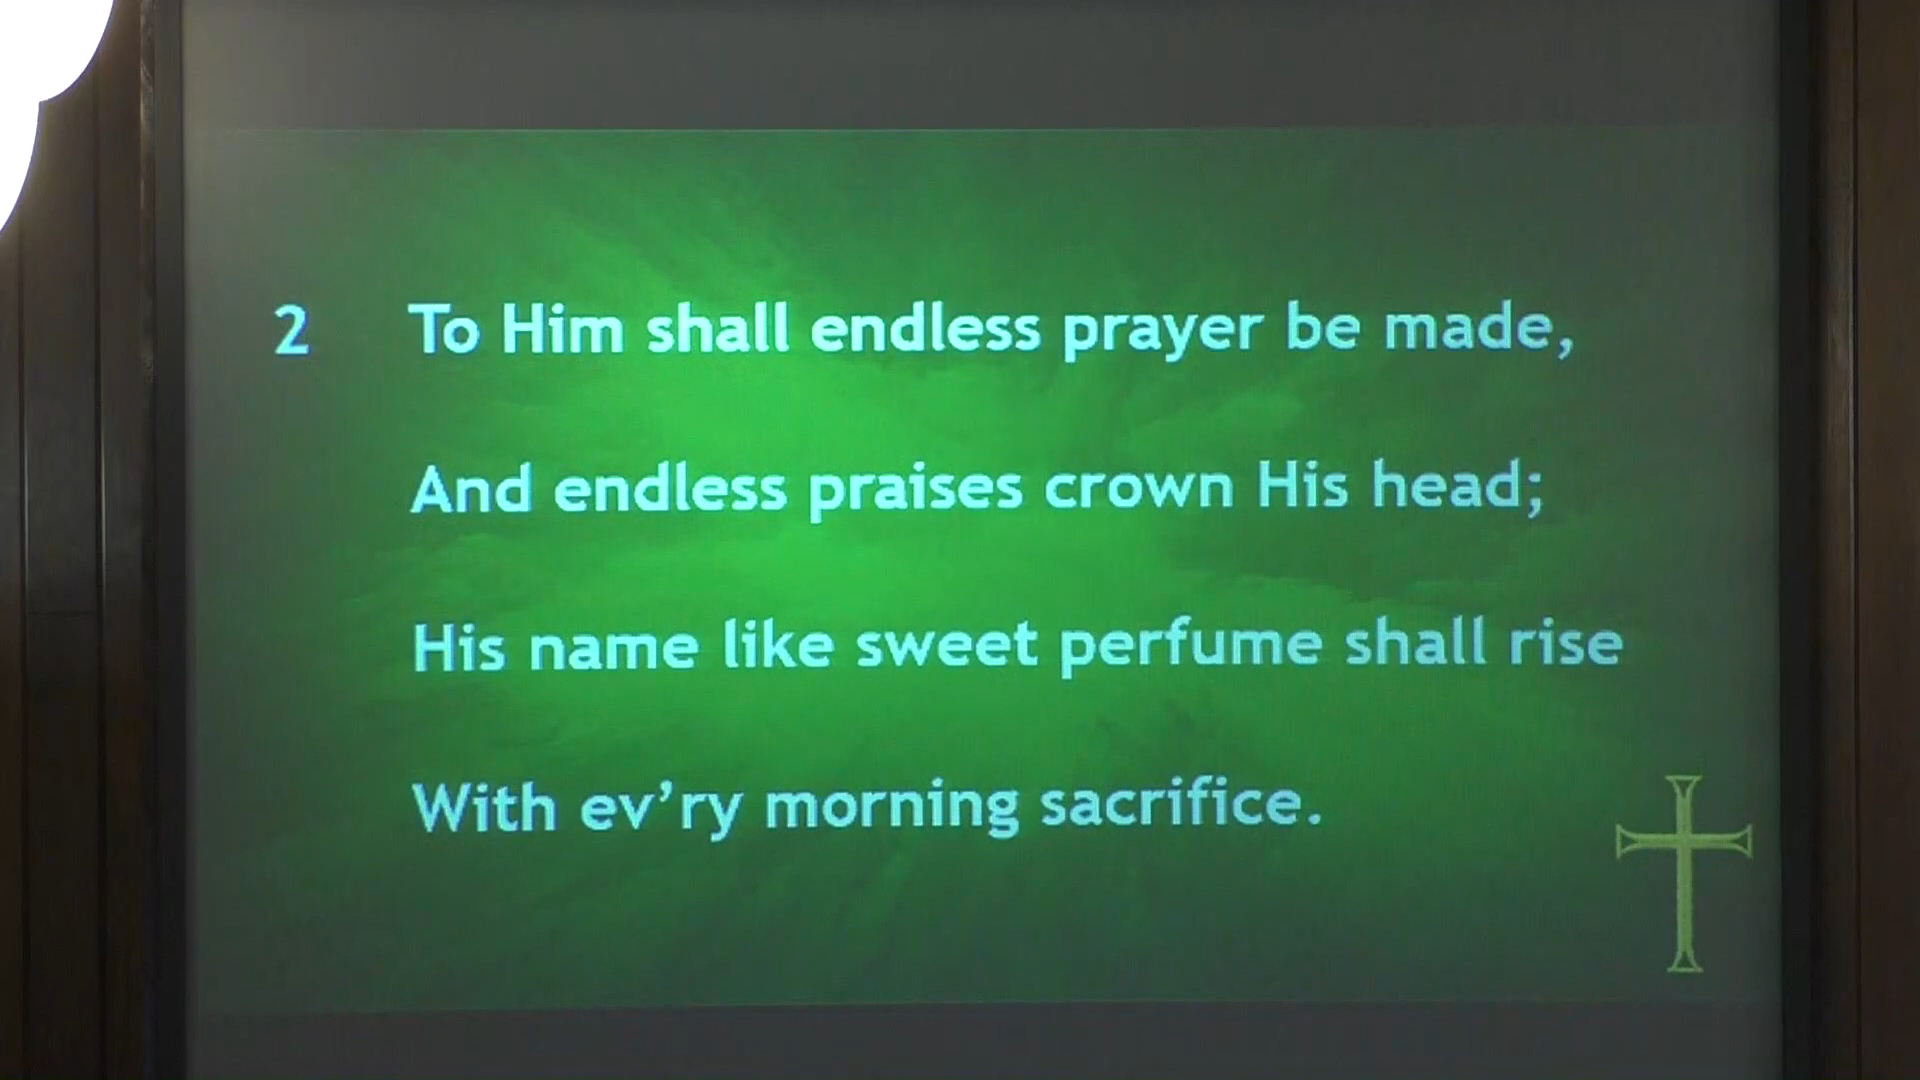 2 To Him shall endless prayer be made,
And endless praises crown His head;
His name like sweet perfume shall rise
With ev’ry morning sacrifice.